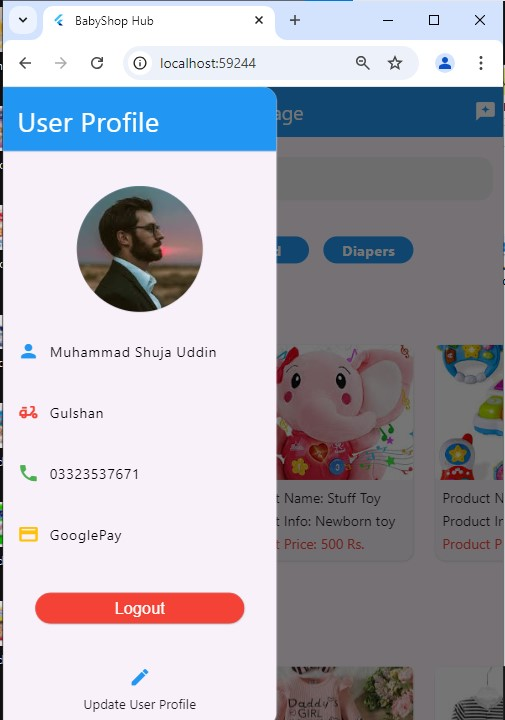 BabyShop Hub
localhost:59244
User Profile
age
d
Diapers
Muhammad Shuja Uddin
Gulshan
03323537671
GooglePay
Logout
Update User Profile
t Name: Stuff Toy
t Info: Newborn toy
t Price: 500 Rs.
Product N
Product In
Product P
Daddy's
GIRL